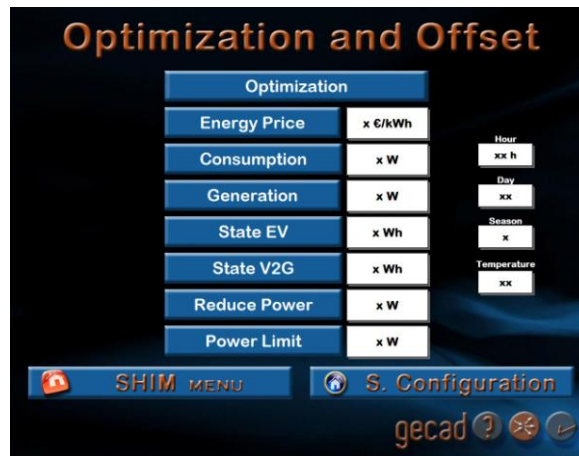 Optimization and Offset
Optimization
Energy Price x €/kWh
Consumption x W
Generation x W
State EV x Wh
State V2G x Wh
Reduce Power x W
Power Limit x W
Hour
xx h
Day
xx
Season
x
Temperature
xx
SHIM MENU
S. Configuration
gecad ?